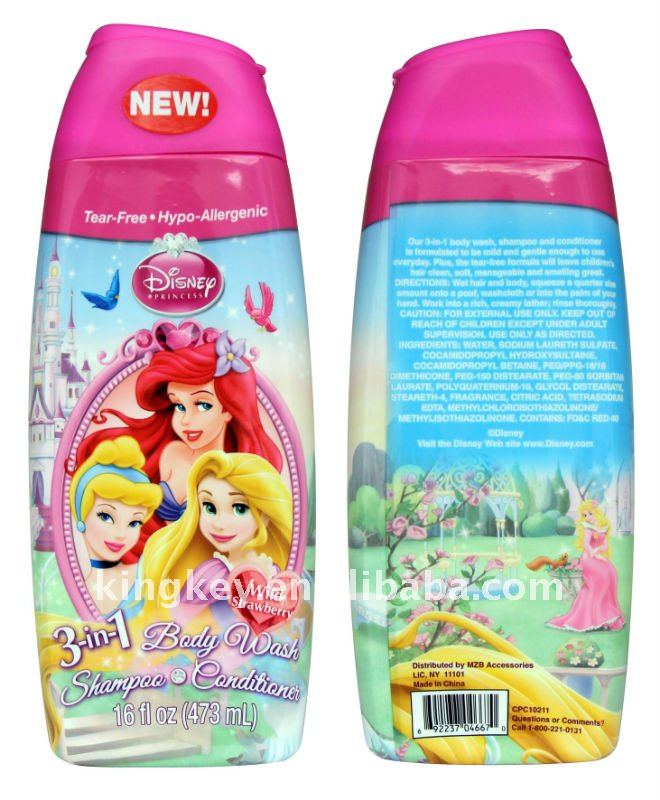 NEW!
Tear-Free • Hypo-Allergenic
DISNEY
PRINCESS
Wild
Strawberry
3-in-1 Body Wash
Shampoo Conditioner
16 fl oz (473 mL)
Our 3-in-1 body wash, shampoo and conditioner
is formulated to be mild and gentle enough to use
everyday. Plus, the tear-free formula will leave children's
hair clean, soft, manageable and smelling great.
DIRECTIONS: Wet hair and body, squeeze a quarter size
amount onto a pouf, washcloth or into the palm of your
hand. Work into a rich, creamy lather; rinse thoroughly.
CAUTION: FOR EXTERNAL USE ONLY. KEEP OUT OF
REACH OF CHILDREN EXCEPT UNDER ADULT
SUPERVISION. USE ONLY AS DIRECTED.
INGREDIENTS: WATER, SODIUM LAURETH SULFATE,
COCAMIDOPROPYL HYDROXYSULTAINE,
COCAMIDOPROPYL BETAINE, PEG/PPG-18/18
DIMETHICONE, PEG-150 DISTEARATE, PEG-80 SORBITAN
LAURATE, POLYQUATERNIUM-10, GLYCOL DISTEARATE,
STEARETH-4, FRAGRANCE, CITRIC ACID, TETRASODIUM
EDTA, METHYLCHLOROISOTHIAZOLINONE/
METHYLISOTHIAZOLINONE. CONTAINS: FD&C RED-40
©Disney
Visit the Disney Web site www.Disney.com
Distributed by MZB Accessories
LIC, NY 11101
Made in China
CPC10211
Questions or Comments?
Call 1-800-221-0131
6 92237 04667 0
kingkey.en.alibaba.com